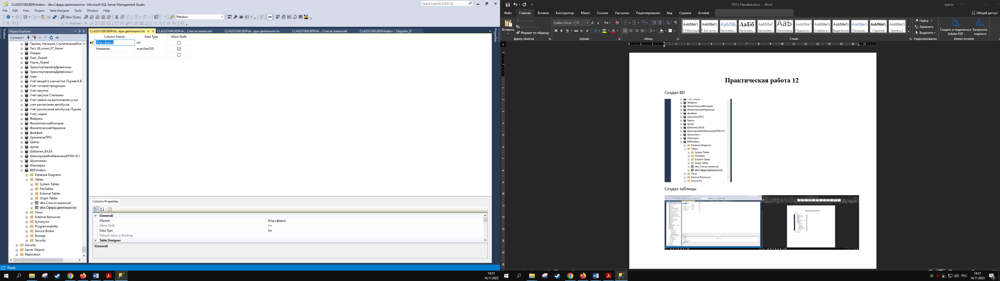 CLASS31000.BDPohabov - dbo.Сферы деятельности - Microsoft SQL Server Management Studio
Quick Launch (Ctrl+Q)
File Edit View Project Table Designer Tools Window Help
New Query
Petuhov
Execute
Toolbox
Object Explorer
Connect
Тарима_Насыров_СтроительнаяКом
Тест_06_комп_07_билет
Товары
Торг_Лорий
Торги_Лорий
ТранспортировкаДревесины
ТранспортировкаДревесины1
туры
Учёт вещей в химчистке (Тураев Б.В
Учет готовой продукции
Учет закупок
Учет закупок Степанюк
Учет заявок на выполнение услуг
учет расписания автобусов
Учёт расписания автобусов (Тураев
Учет_сырья
Фабрика
ФилипповскийКокорев
ФилипповскийЧеренков
фывфыв
ХранительПРО
Цветы
цукнр
Шабалин_БАЗА
ШампороваЯнаИвановнаРП09.19.1
Шукилович
Ювелирка
BDPohabov
Database Diagrams
Tables
System Tables
FileTables
External Tables
Graph Tables
dbo.Список вакансий
dbo.Сферы деятельности
Views
External Resources
Synonyms
Programmability
Service Broker
Storage
Security
Security
Server Objects
Replication
CLASS31000.BDPoh...еры деятельности
CLASS31000.BDPoh....Список вакансий
CLASS31000.BDPoh...еры деятельности
CLASS31000.BDPoh....Список вакансий
CLASS31000.BDPohabov - Diagram_0*
Properties
Column Name Data Type Allow Nulls
[Код сферы] int
Название nvarchar(50)
Column Properties
(General)
(Name) [Код сферы]
Allow Nulls No
Data Type int
Default Value or Binding
Table Designer
(General)
Ready
14:57
16.11.2023
ПР12-Похабов.docx - Word
курсы
Файл Главная Вставка Конструктор Макет Ссылки Рассылки Рецензирование Вид Справка Acrobat
Общий доступ
Вставить
Вырезать
Копировать
Формат по образцу
Буфер обмена
Calibri (Оснс 11
Шрифт
Абзац
¶ Обычный
¶ Без инте...
Заголово...
Заголово...
Заголово...
Заголовок
Подзагол...
Слабое в...
Выделение
Сильное...
Строгий
Цитата 2
Стили
Найти
Заменить
Выделить
Редактирование
Создать и поделиться Adobe PDF
Запросить подписи
Adobe Acrobat
Практическая работа 12
Создал BD
Учет_сырья
Фабрика
ФилипповскийКокорев
ФилипповскийЧеренков
фывфыв
ХранительПРО
Цветы
цукнр
Шабалин_БАЗА
ШампороваЯнаИвановнаРП09.19.1
Шукилович
Ювелирка
BDPohabov
Database Diagrams
Tables
System Tables
FileTables
External Tables
Graph Tables
dbo.Список вакансий
dbo.Сферы деятельности
Views
External Resources
Synonyms
Создал таблицы
Практическая работа 12
РУС
14:57
16.11.2023